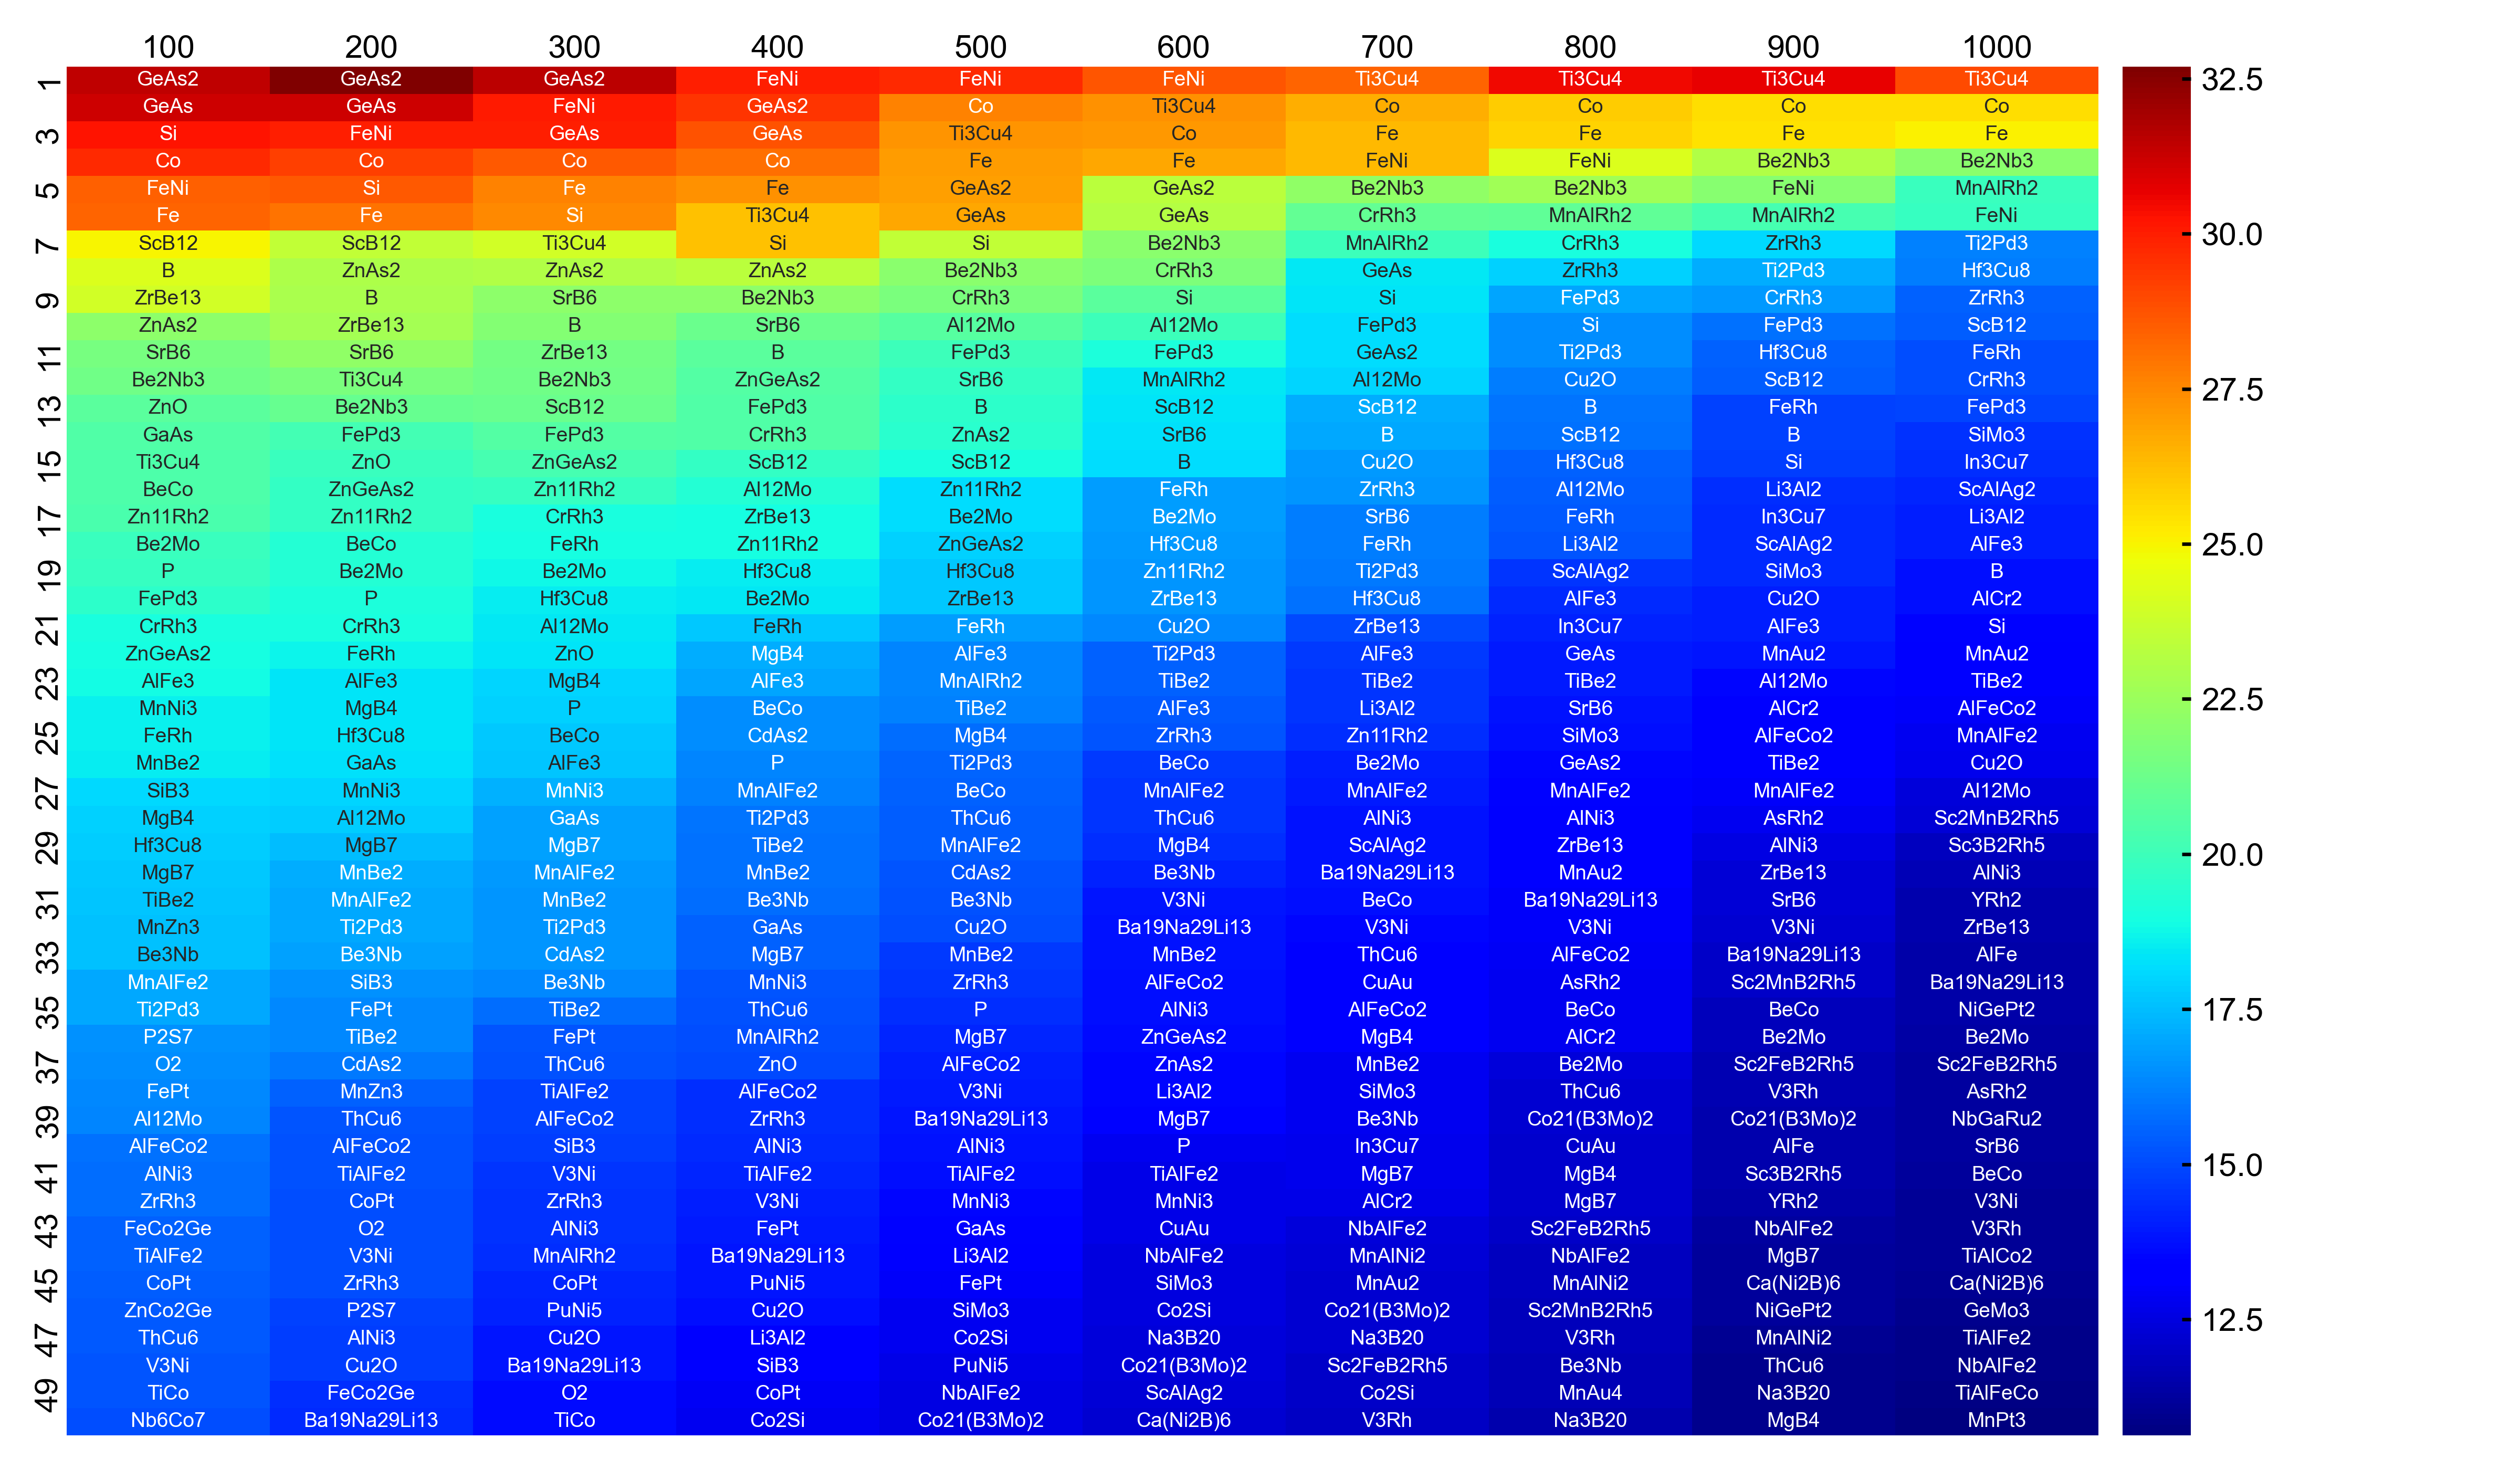 100 200 300 400 500 600 700 800 900 1000
1 GeAs2 GeAs2 GeAs2 FeNi FeNi FeNi Ti3Cu4 Ti3Cu4 Ti3Cu4 Ti3Cu4 32.5
GeAs GeAs FeNi GeAs2 Co Ti3Cu4 Co Co Co Co
3 Si FeNi GeAs GeAs Ti3Cu4 Co Fe Fe Fe Fe
Co Co Co Co Fe Fe FeNi FeNi Be2Nb3 Be2Nb3
5 FeNi Si Fe Fe GeAs2 GeAs2 Be2Nb3 Be2Nb3 FeNi MnAlRh2
Fe Fe Si Ti3Cu4 GeAs GeAs CrRh3 MnAlRh2 MnAlRh2 FeNi
7 ScB12 ScB12 Ti3Cu4 Si Si Be2Nb3 MnAlRh2 CrRh3 ZrRh3 Ti2Pd3 30.0
B ZnAs2 ZnAs2 ZnAs2 Be2Nb3 CrRh3 GeAs ZrRh3 Ti2Pd3 Hf3Cu8
9 ZrBe13 B SrB6 Be2Nb3 CrRh3 Si Si FePd3 CrRh3 ZrRh3
ZnAs2 ZrBe13 B SrB6 Al12Mo Al12Mo FePd3 Si FePd3 ScB12
11 SrB6 SrB6 ZrBe13 B FePd3 FePd3 GeAs2 Ti2Pd3 Hf3Cu8 FeRh
Be2Nb3 Ti3Cu4 Be2Nb3 ZnGeAs2 SrB6 MnAlRh2 Al12Mo Cu2O ScB12 CrRh3 27.5
13 ZnO Be2Nb3 ScB12 FePd3 B ScB12 ScB12 B FeRh FePd3
GaAs FePd3 FePd3 CrRh3 ZnAs2 SrB6 B ScB12 B SiMo3
15 Ti3Cu4 ZnO ZnGeAs2 ScB12 ScB12 B Cu2O Hf3Cu8 Si In3Cu7
BeCo ZnGeAs2 Zn11Rh2 Al12Mo Zn11Rh2 FeRh ZrRh3 Al12Mo Li3Al2 ScAlAg2
17 Zn11Rh2 Zn11Rh2 CrRh3 ZrBe13 Be2Mo Be2Mo SrB6 FeRh In3Cu7 Li3Al2
Be2Mo BeCo FeRh Zn11Rh2 ZnGeAs2 Hf3Cu8 FeRh Li3Al2 ScAlAg2 AlFe3 25.0
19 P Be2Mo Be2Mo Hf3Cu8 Hf3Cu8 Zn11Rh2 Ti2Pd3 ScAlAg2 SiMo3 B
FePd3 P Hf3Cu8 Be2Mo ZrBe13 ZrBe13 Hf3Cu8 AlFe3 Cu2O AlCr2
21 CrRh3 CrRh3 Al12Mo FeRh FeRh Cu2O ZrBe13 In3Cu7 AlFe3 Si
ZnGeAs2 FeRh ZnO MgB4 AlFe3 Ti2Pd3 AlFe3 GeAs MnAu2 MnAu2
23 AlFe3 AlFe3 MgB4 AlFe3 MnAlRh2 TiBe2 TiBe2 TiBe2 Al12Mo TiBe2
MnNi3 MgB4 P BeCo TiBe2 AlFe3 Li3Al2 SrB6 AlCr2 AlFeCo2 22.5
25 FeRh Hf3Cu8 BeCo CdAs2 MgB4 ZrRh3 Zn11Rh2 SiMo3 AlFeCo2 MnAlFe2
MnBe2 GaAs AlFe3 P Ti2Pd3 BeCo Be2Mo GeAs2 TiBe2 Cu2O
27 SiB3 MnNi3 MnNi3 MnAlFe2 BeCo MnAlFe2 MnAlFe2 MnAlFe2 MnAlFe2 Al12Mo
MgB4 Al12Mo GaAs Ti2Pd3 ThCu6 ThCu6 AlNi3 AlNi3 AsRh2 Sc2MnB2Rh5
29 Hf3Cu8 MgB7 MgB7 TiBe2 MnAlFe2 MgB4 ScAlAg2 ZrBe13 AlNi3 Sc3B2Rh5 20.0
MgB7 MnBe2 MnAlFe2 MnBe2 CdAs2 Be3Nb Ba19Na29Li13 MnAu2 ZrBe13 AlNi3
31 TiBe2 MnAlFe2 MnBe2 Be3Nb Be3Nb V3Ni BeCo Ba19Na29Li13 SrB6 YRh2
MnZn3 Ti2Pd3 Ti2Pd3 GaAs Cu2O Ba19Na29Li13 V3Ni V3Ni V3Ni ZrBe13
33 Be3Nb Be3Nb CdAs2 MgB7 MnBe2 MnBe2 ThCu6 AlFeCo2 Ba19Na29Li13 AlFe
MnAlFe2 SiB3 Be3Nb MnNi3 ZrRh3 AlFeCo2 CuAu AsRh2 Sc2MnB2Rh5 Ba19Na29Li13
35 Ti2Pd3 FePt TiBe2 ThCu6 P AlNi3 AlFeCo2 BeCo BeCo NiGePt2 17.5
P2S7 TiBe2 FePt MnAlRh2 MgB7 ZnGeAs2 MgB4 AlCr2 Be2Mo Be2Mo
37 O2 CdAs2 ThCu6 ZnO AlFeCo2 ZnAs2 MnBe2 Be2Mo Sc2FeB2Rh5 Sc2FeB2Rh5
FePt MnZn3 TiAlFe2 AlFeCo2 V3Ni Li3Al2 SiMo3 ThCu6 V3Rh AsRh2
39 Al12Mo ThCu6 AlFeCo2 ZrRh3 Ba19Na29Li13 MgB7 Be3Nb Co21(B3Mo)2 Co21(B3Mo)2 NbGaRu2
AlFeCo2 AlFeCo2 SiB3 AlNi3 AlNi3 P In3Cu7 CuAu AlFe SrB6
41 AlNi3 TiAlFe2 V3Ni TiAlFe2 TiAlFe2 TiAlFe2 MgB7 MgB4 Sc3B2Rh5 BeCo 15.0
ZrRh3 CoPt ZrRh3 V3Ni MnNi3 MnNi3 AlCr2 MgB7 YRh2 V3Ni
43 FeCo2Ge O2 AlNi3 FePt GaAs CuAu NbAlFe2 Sc2FeB2Rh5 NbAlFe2 V3Rh
TiAlFe2 V3Ni MnAlRh2 Ba19Na29Li13 Li3Al2 NbAlFe2 MnAlNi2 NbAlFe2 MgB7 TiAlCo2
45 CoPt ZrRh3 CoPt PuNi5 FePt SiMo3 MnAu2 MnAlNi2 Ca(Ni2B)6 Ca(Ni2B)6
ZnCo2Ge P2S7 PuNi5 Cu2O SiMo3 Co2Si Co21(B3Mo)2 Sc2MnB2Rh5 NiGePt2 GeMo3 12.5
47 ThCu6 AlNi3 Cu2O Li3Al2 Co2Si Na3B20 Na3B20 V3Rh MnAlNi2 TiAlFe2
V3Ni Cu2O Ba19Na29Li13 SiB3 PuNi5 Co21(B3Mo)2 Sc2FeB2Rh5 Be3Nb ThCu6 NbAlFe2
49 TiCo FeCo2Ge O2 CoPt NbAlFe2 ScAlAg2 Co2Si MnAu4 Na3B20 TiAlFeCo
Nb6Co7 Ba19Na29Li13 TiCo Co2Si Co21(B3Mo)2 Ca(Ni2B)6 V3Rh Na3B20 MgB4 MnPt3